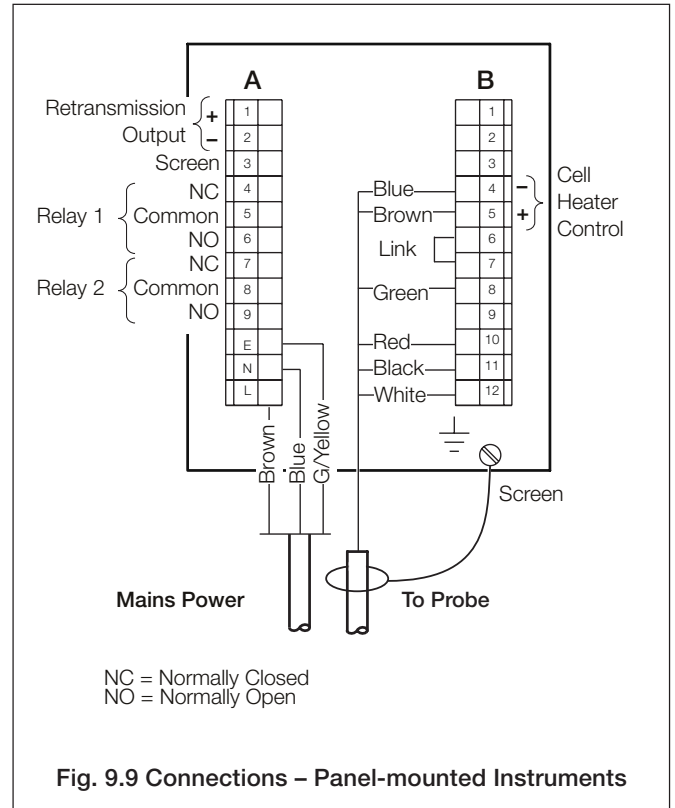 A
B
Retransmission
Output
+
−
Screen
NC
Relay 1
Common
NO
NC
Relay 2
Common
NO
1
2
3
4
5
6
7
8
9
E
N
L
Blue
Brown
Link
Green
Red
Black
White
1
2
3
4
5
6
7
8
9
10
11
12
−
+
Cell
Heater
Control
Brown
Blue
G/Yellow
Screen
Mains Power
To Probe
NC = Normally Closed
NO = Normally Open
Fig. 9.9 Connections – Panel-mounted Instruments